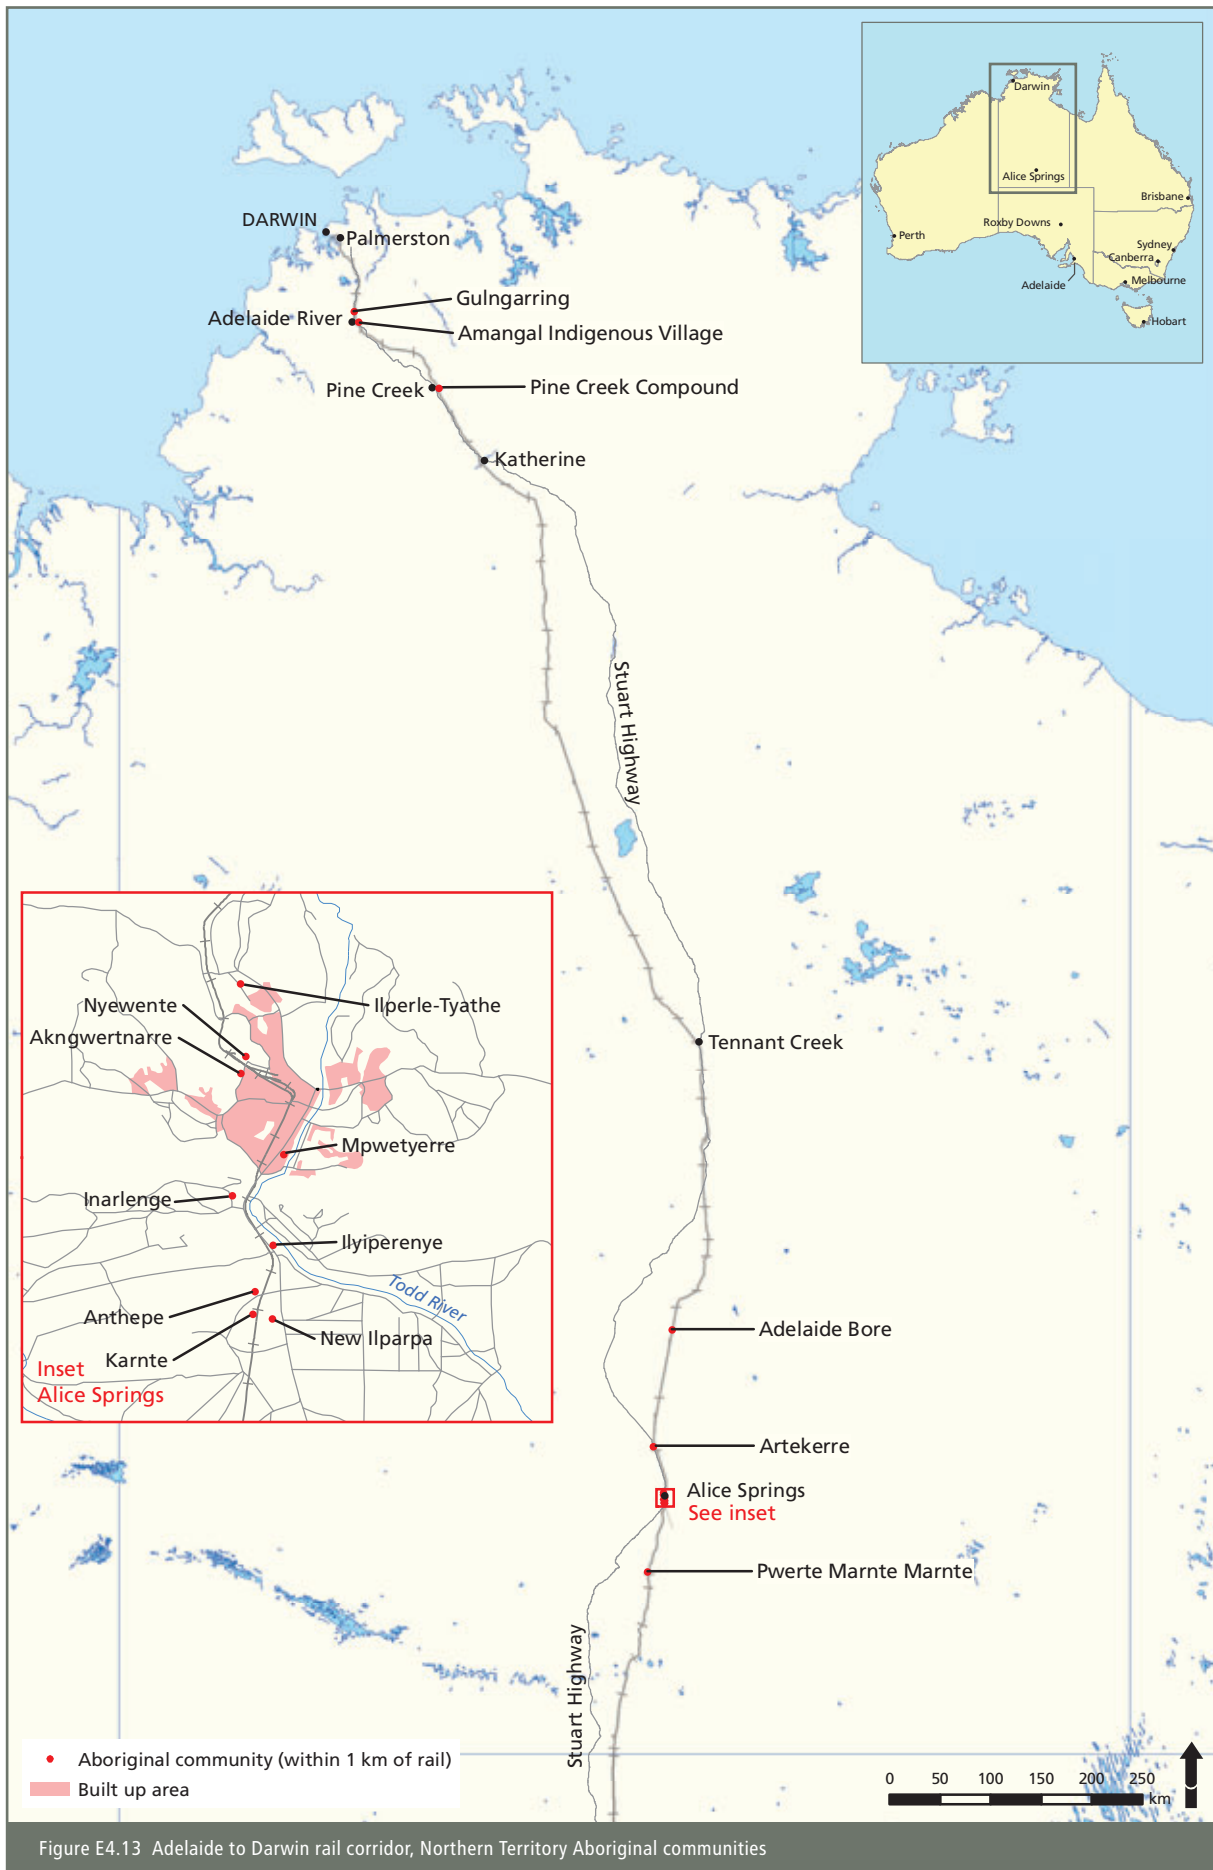 Darwin
Alice Springs
Brisbane
Roxby Downs
Perth
Sydney
Canberra
Adelaide
Melbourne
Hobart
DARWIN
Palmerston
Gulngarring
Adelaide River
Amangal Indigenous Village
Pine Creek
Pine Creek Compound
Katherine
Stuart Highway
Tennant Creek
Adelaide Bore
Artekerre
Alice Springs
See inset
Pwerte Marnte Marnte
Stuart Highway
Nyewente
Ilperle-Tyathe
Akngwertnarre
Mpwetyerre
Inarlenge
Ilyiperenye
Todd River
Anthepe
New Ilparpa
Karnte
Inset
Alice Springs
Aboriginal community (within 1 km of rail)
Built up area
0 50 100 150 200 250
km
Figure E4.13 Adelaide to Darwin rail corridor, Northern Territory Aboriginal communities